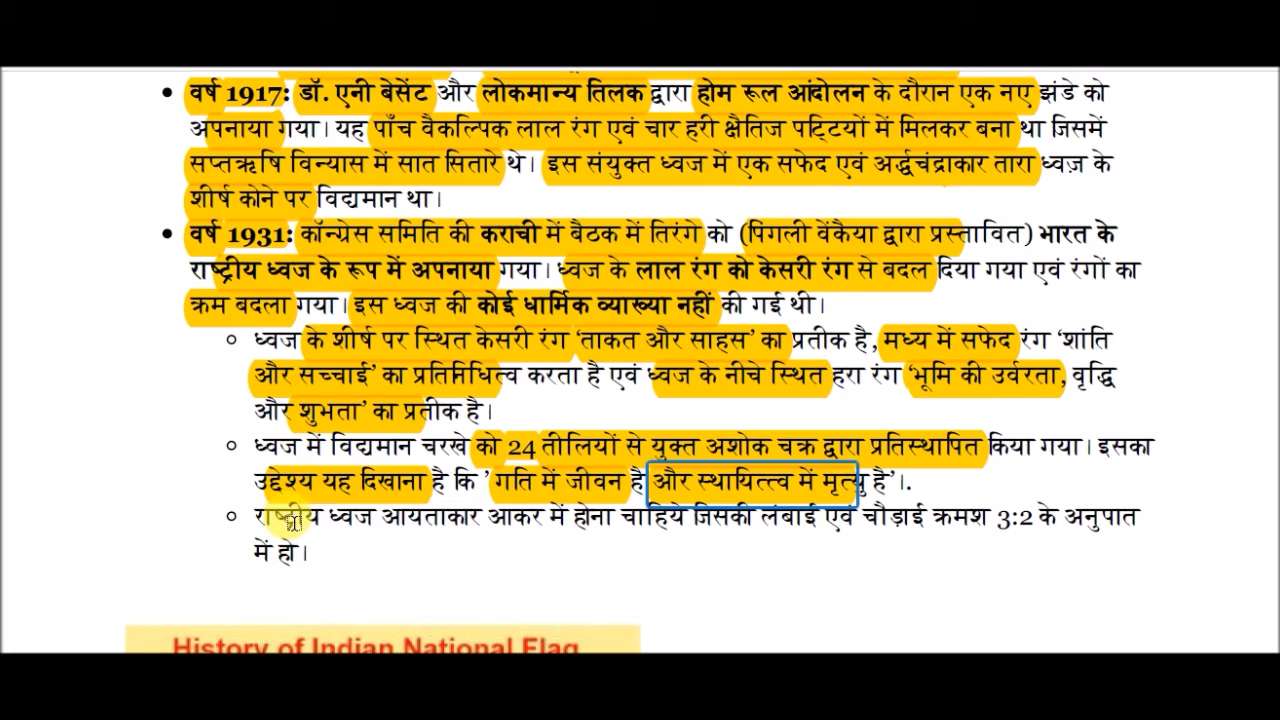 • वर्ष 1917: डॉ. एनी बेसेंट और लोकमान्य तिलक द्वारा होम रूल आंदोलन के दौरान एक नए झंडे को
अपनाया गया। यह पाँच वैकल्पिक लाल रंग एवं चार हरी क्षैतिज पट्टियों में मिलकर बना था जिसमें
सप्तऋषि विन्यास में सात सितारे थे। इस संयुक्त ध्वज में एक सफेद एवं अर्द्धचंद्राकार तारा ध्वज़ के
शीर्ष कोने पर विद्यमान था।
• वर्ष 1931: कॉन्ग्रेस समिति की कराची में बैठक में तिरंगे को (पिंगली वेंकैया द्वारा प्रस्तावित) भारत के
राष्ट्रीय ध्वज के रूप में अपनाया गया। ध्वज के लाल रंग को केसरी रंग से बदल दिया गया एवं रंगों का
क्रम बदला गया। इस ध्वज की कोई धार्मिक व्याख्या नहीं की गई थी।
○ ध्वज के शीर्ष पर स्थित केसरी रंग ‘ताकत और साहस’ का प्रतीक है, मध्य में सफेद रंग ‘शांति
और सच्चाई’ का प्रतिनिधित्व करता है एवं ध्वज के नीचे स्थित हरा रंग ‘भूमि की उर्वरता, वृद्धि
और शुभता’ का प्रतीक है।
○ ध्वज में विद्यमान चरखे को 24 तीलियों से युक्त अशोक चक्र द्वारा प्रतिस्थापित किया गया। इसका
उद्देश्य यह दिखाना है कि ’गति में जीवन है और स्थायित्त्व में मृत्यु है’।.
○ राष्ट्रीय ध्वज आयताकार आकर में होना चाहिये जिसकी लंबाई एवं चौड़ाई क्रमश 3:2 के अनुपात
में हो।
History of Indian National Flag